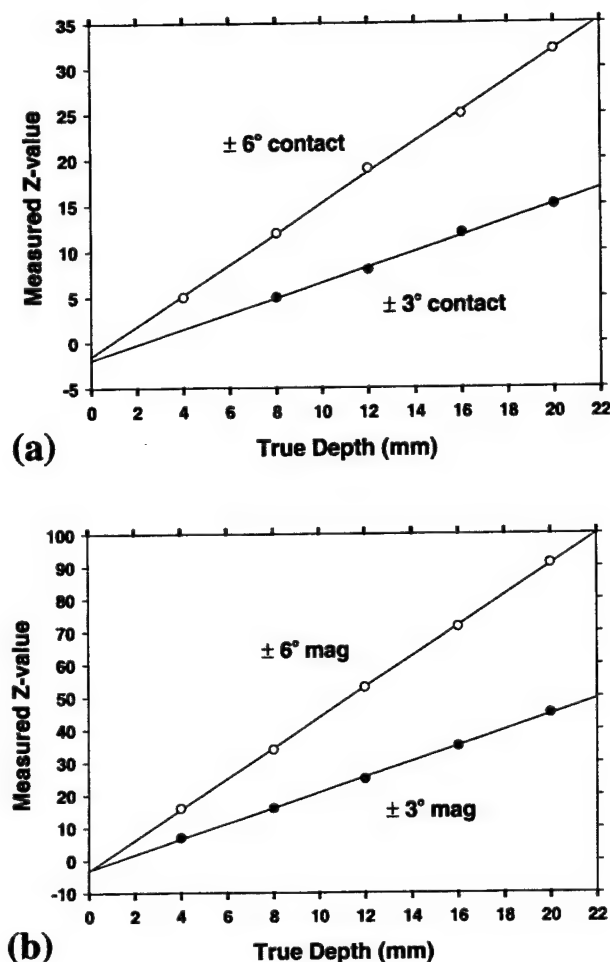 35
30
25
20
15
10
5
0
-5
Measured Z-value
± 6° contact
± 3° contact
0 2 4 6 8 10 12 14 16 18 20 22
True Depth (mm)
(a)
100
90
80
70
60
50
40
30
20
10
0
-10
Measured Z-value
± 6° mag
± 3° mag
0 2 4 6 8 10 12 14 16 18 20 22
True Depth (mm)
(b)